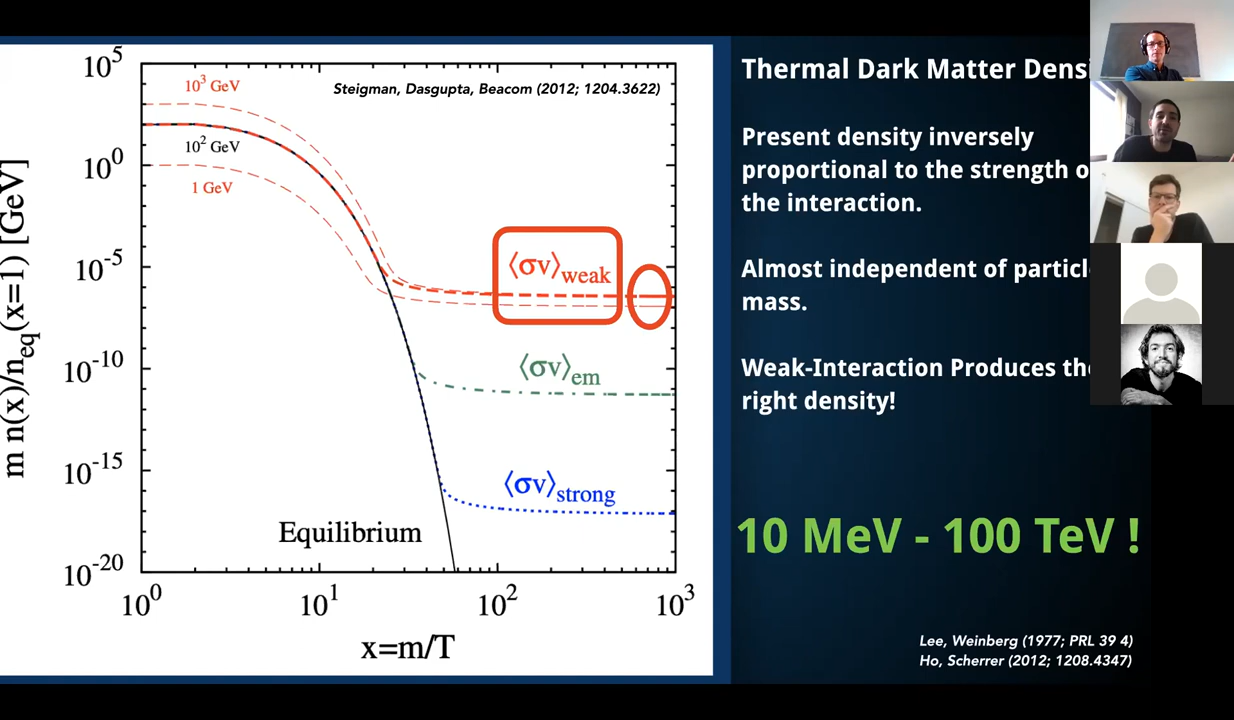 10^5
10^0
10^-5
10^-10
10^-15
10^-20
m n(x)/n_eq(x=1) [GeV]
10^3 GeV
10^2 GeV
1 GeV
Steigman, Dasgupta, Beacom (2012; 1204.3622)
⟨σv⟩_weak
⟨σv⟩_em
⟨σv⟩_strong
Equilibrium
10^0 10^1 10^2 10^3
x=m/T
Thermal Dark Matter Densi
Present density inversely
proportional to the strength o
the interaction.
Almost independent of particl
mass.
Weak-Interaction Produces the
right density!
10 MeV - 100 TeV !
Lee, Weinberg (1977; PRL 39 4)
Ho, Scherrer (2012; 1208.4347)